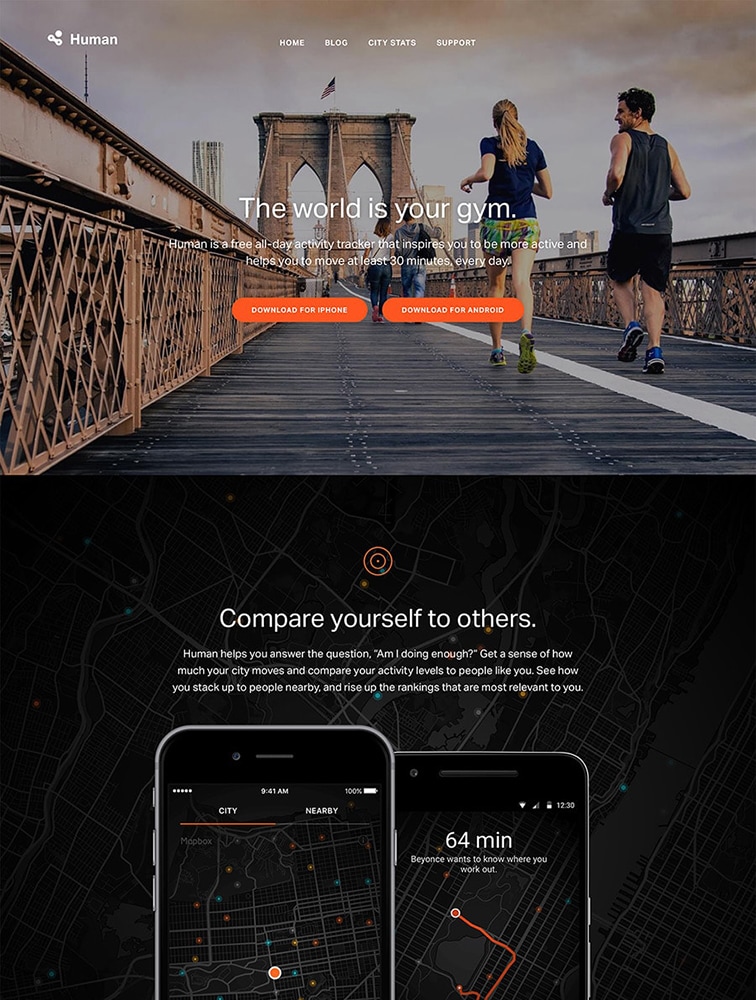 Human
HOME BLOG CITY STATS SUPPORT
The world is your gym.
Human is a free all-day activity tracker that inspires you to be more active and
helps you to move at least 30 minutes, every day.
DOWNLOAD FOR IPHONE DOWNLOAD FOR ANDROID
Compare yourself to others.
Human helps you answer the question, "Am I doing enough?" Get a sense of how
much your city moves and compare your activity levels to people like you. See how
you stack up to people nearby, and rise up the rankings that are most relevant to you.
9:41 AM 100%
CITY NEARBY
Mapbox
12:30
64 min
Beyonce wants to know where you
work out.